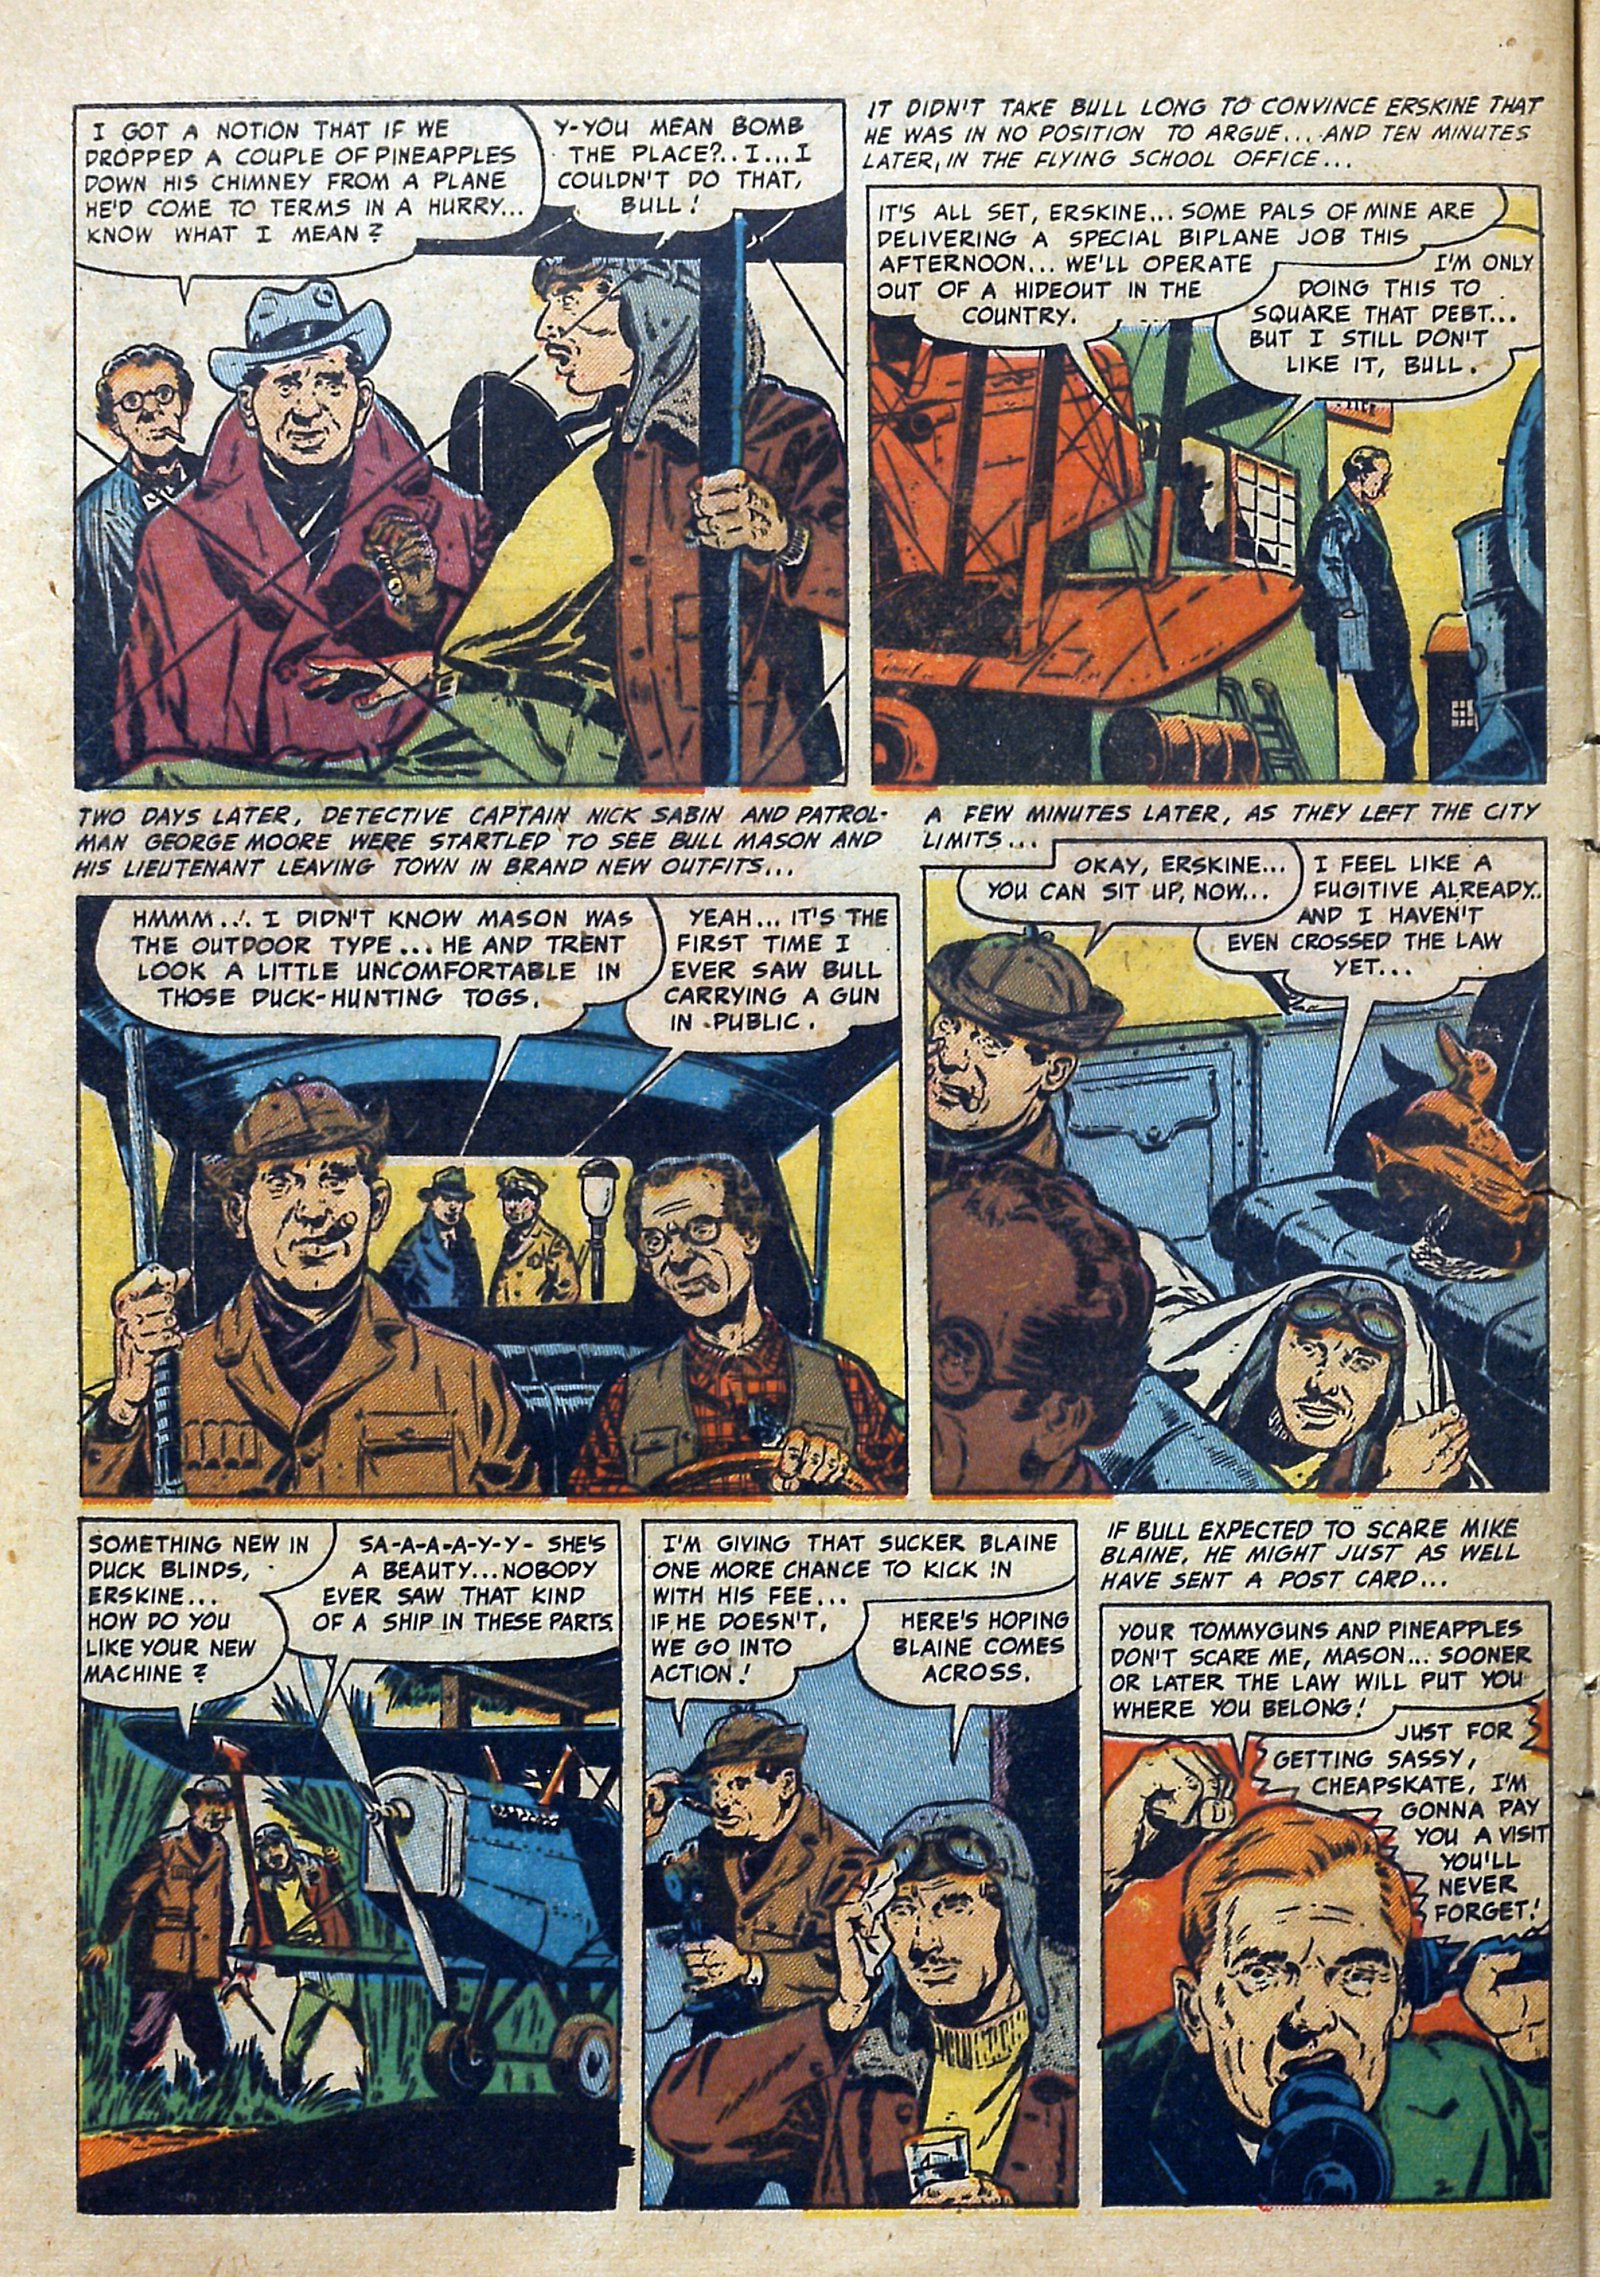 I GOT A NOTION THAT IF WE
DROPPED A COUPLE OF PINEAPPLES
DOWN HIS CHIMNEY FROM A PLANE
HE'D COME TO TERMS IN A HURRY...
KNOW WHAT I MEAN?
Y-YOU MEAN BOMB
THE PLACE?..I...I
COULDN'T DO THAT,
BULL!
IT DIDN'T TAKE BULL LONG TO CONVINCE ERSKINE THAT
HE WAS IN NO POSITION TO ARGUE... AND TEN MINUTES
LATER, IN THE FLYING SCHOOL OFFICE...
IT'S ALL SET, ERSKINE... SOME PALS OF MINE ARE
DELIVERING A SPECIAL BIPLANE JOB THIS
AFTERNOON... WE'LL OPERATE
OUT OF A HIDEOUT IN THE
COUNTRY.
I'M ONLY
DOING THIS TO
SQUARE THAT DEBT...
BUT I STILL DON'T
LIKE IT, BULL.
TWO DAYS LATER, DETECTIVE CAPTAIN NICK SABIN AND PATROL-
MAN GEORGE MOORE WERE STARTLED TO SEE BULL MASON AND
HIS LIEUTENANT LEAVING TOWN IN BRAND NEW OUTFITS...
HMMM..! I DIDN'T KNOW MASON WAS
THE OUTDOOR TYPE... HE AND TRENT
LOOK A LITTLE UNCOMFORTABLE IN
THOSE DUCK-HUNTING TOGS.
YEAH... IT'S THE
FIRST TIME I
EVER SAW BULL
CARRYING A GUN
IN PUBLIC.
A FEW MINUTES LATER, AS THEY LEFT THE CITY
LIMITS...
OKAY, ERSKINE...
YOU CAN SIT UP, NOW...
I FEEL LIKE A
FUGITIVE ALREADY..
AND I HAVEN'T
EVEN CROSSED THE LAW
YET...
SOMETHING NEW IN
DUCK BLINDS,
ERSKINE...
HOW DO YOU
LIKE YOUR NEW
MACHINE?
SA-A-A-A-Y-Y- SHE'S
A BEAUTY...NOBODY
EVER SAW THAT KIND
OF A SHIP IN THESE PARTS.
I'M GIVING THAT SUCKER BLAINE
ONE MORE CHANCE TO KICK IN
WITH HIS FEE...
IF HE DOESN'T,
WE GO INTO
ACTION!
HERE'S HOPING
BLAINE COMES
ACROSS.
IF BULL EXPECTED TO SCARE MIKE
BLAINE, HE MIGHT JUST AS WELL
HAVE SENT A POST CARD...
YOUR TOMMYGUNS AND PINEAPPLES
DON'T SCARE ME, MASON... SOONER
OR LATER THE LAW WILL PUT YOU
WHERE YOU BELONG!
JUST FOR
GETTING SASSY,
CHEAPSKATE, I'M
GONNA PAY
YOU A VISIT
YOU'LL
NEVER
FORGET!